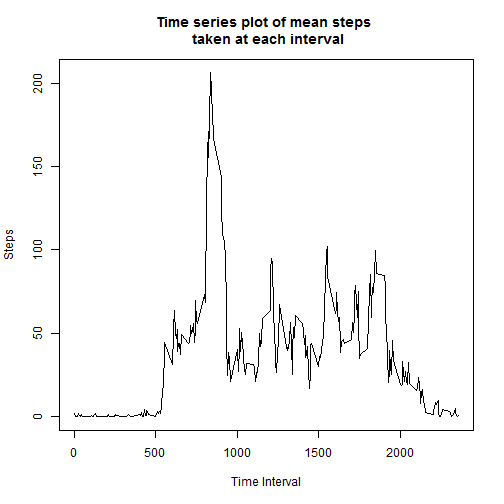 Time series plot of mean steps
taken at each interval
200
150
100
50
0
Steps
0 500 1000 1500 2000
Time Interval